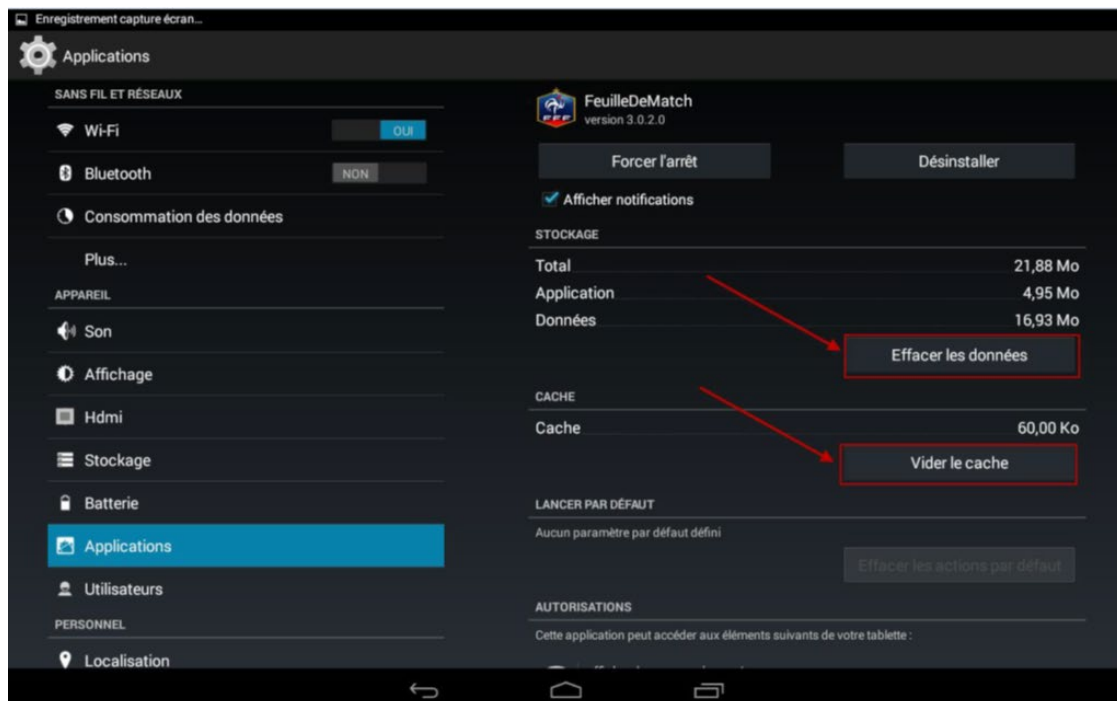 Enregistrement capture écran...
Applications
SANS FIL ET RÉSEAUX
Wi-Fi OUI
Bluetooth NON
Consommation des données
Plus...
APPAREIL
Son
Affichage
Hdmi
Stockage
Batterie
Applications
Utilisateurs
PERSONNEL
Localisation
FFF
FeuilleDeMatch
version 3.0.2.0
Forcer l'arrêt Désinstaller
Afficher notifications
STOCKAGE
Total 21,88 Mo
Application 4,95 Mo
Données 16,93 Mo
Effacer les données
CACHE
Cache 60,00 Ko
Vider le cache
LANCER PAR DÉFAUT
Aucun paramètre par défaut défini
Effacer les actions par défaut
AUTORISATIONS
Cette application peut accéder aux éléments suivants de votre tablette :